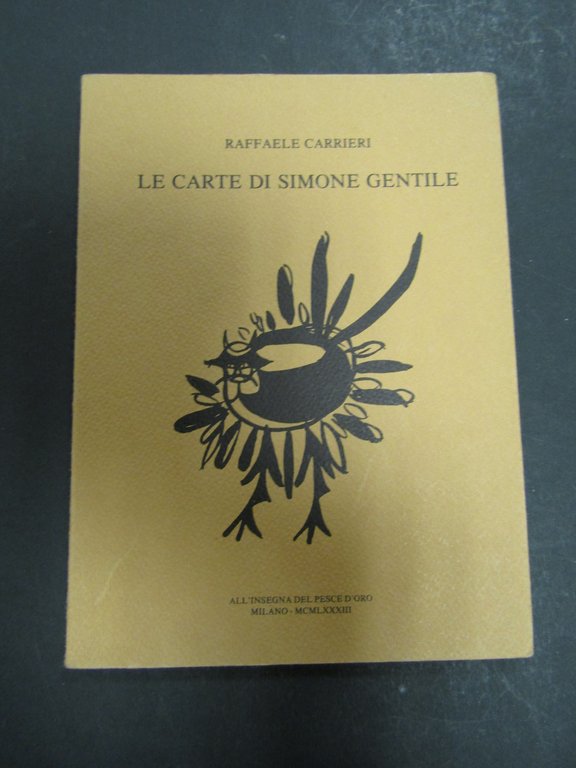 RAFFAELE CARRIERI
LE CARTE DI SIMONE GENTILE
ALL'INSEGNA DEL PESCE D'ORO
MILANO - MCMLXXXIII